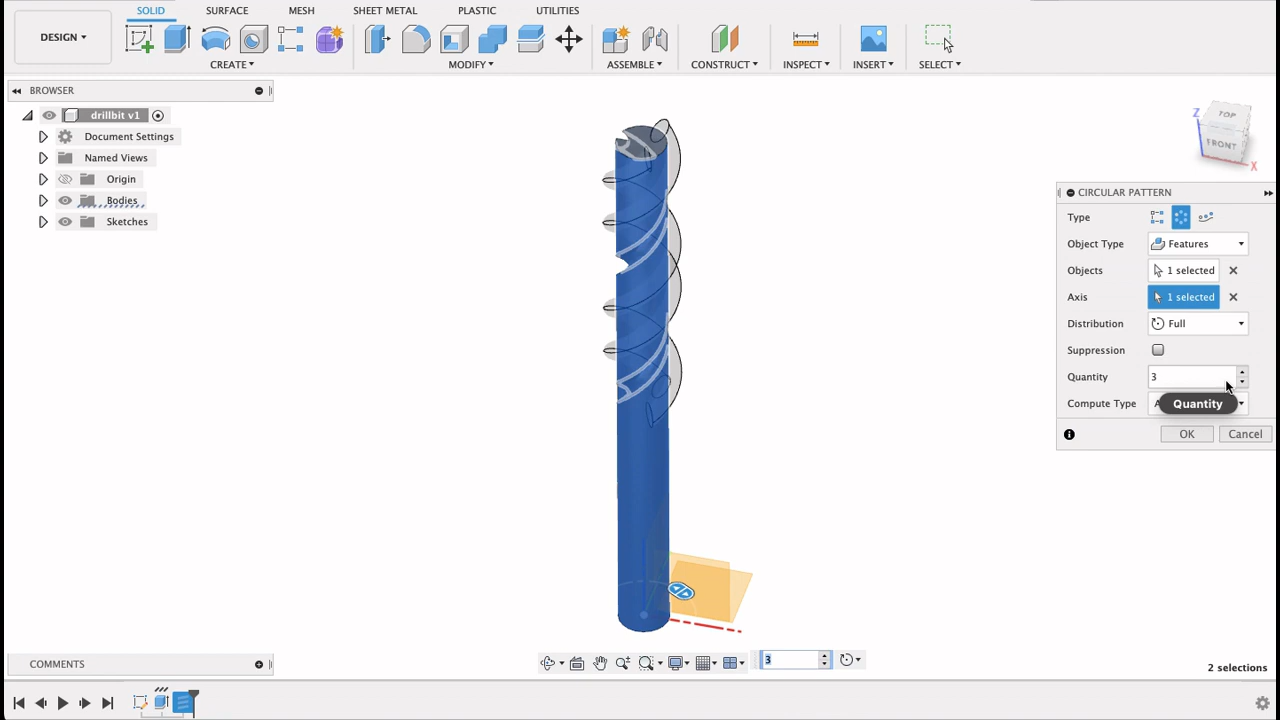 SOLID SURFACE MESH SHEET METAL PLASTIC UTILITIES
DESIGN
CREATE MODIFY ASSEMBLE CONSTRUCT INSPECT INSERT SELECT
BROWSER
drillbit v1
Document Settings
Named Views
Origin
Bodies
Sketches
Z
TOP
FRONT
X
CIRCULAR PATTERN
Type
Object Type Features
Objects 1 selected
Axis 1 selected
Distribution Full
Suppression
Quantity 3
Compute Type
Quantity
OK Cancel
COMMENTS
3
2 selections